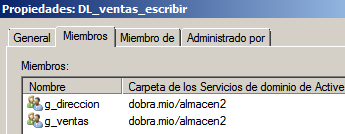 Propiedades: DL_ventas_escribir
General Miembros Miembro de Administrado por
Miembros:
Nombre Carpeta de los Servicios de dominio de Active
g_direccion dobra.mio/almacen2
g_ventas dobra.mio/almacen2